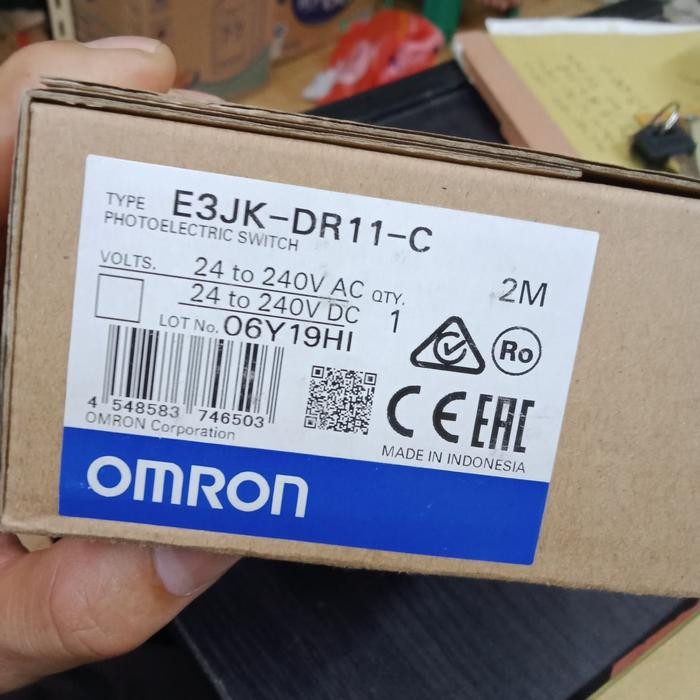 TYPE E3JK-DR11-C
PHOTOELECTRIC SWITCH
VOLTS. 24 to 240V AC
24 to 240V DC
QTY. 1
2M
LOT No. 06Y19HI
4 548583 746503
OMRON Corporation
Ro
CE EAC
MADE IN INDONESIA
OMRON